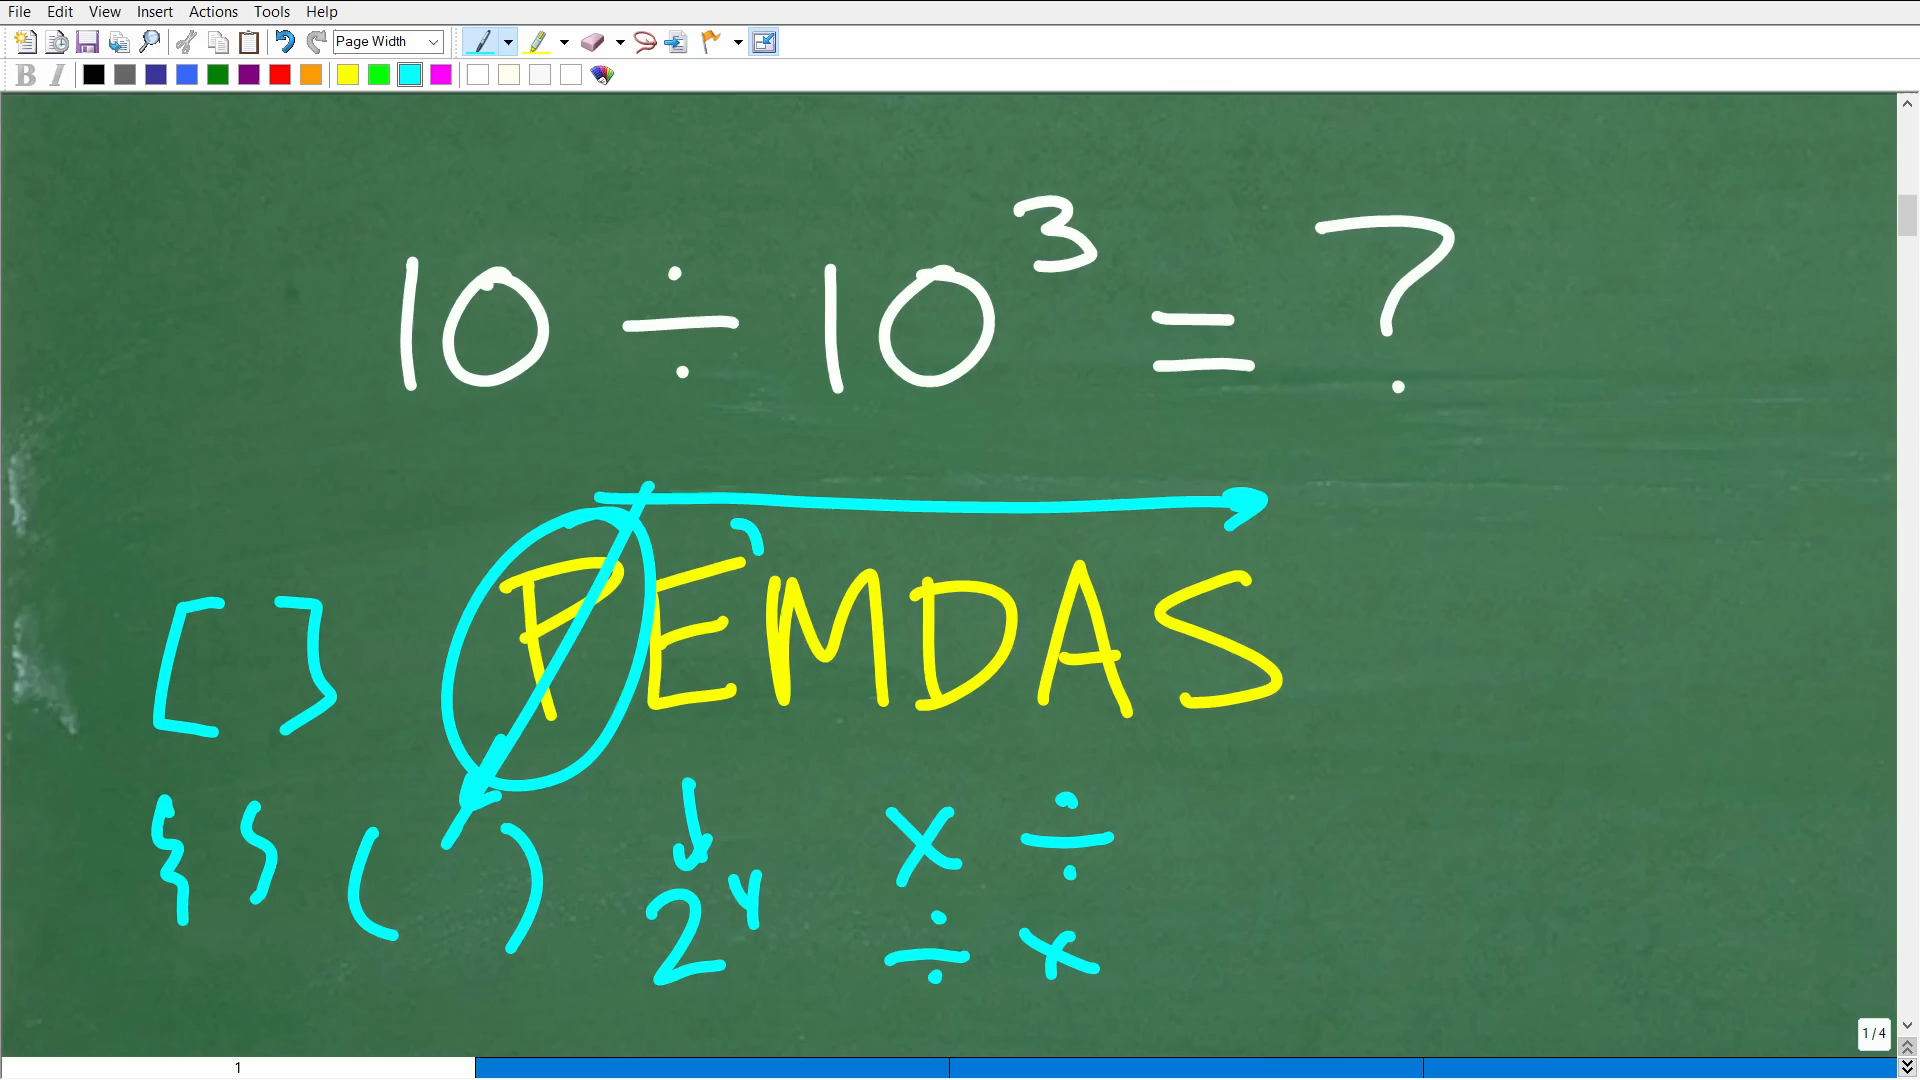 File Edit View Insert Actions Tools Help
Page Width
B I
10 ÷ 10³ = ?
PEMDAS
[ ]
{ } ( ) 2⁴ × ÷
÷ ×
1 / 4
1